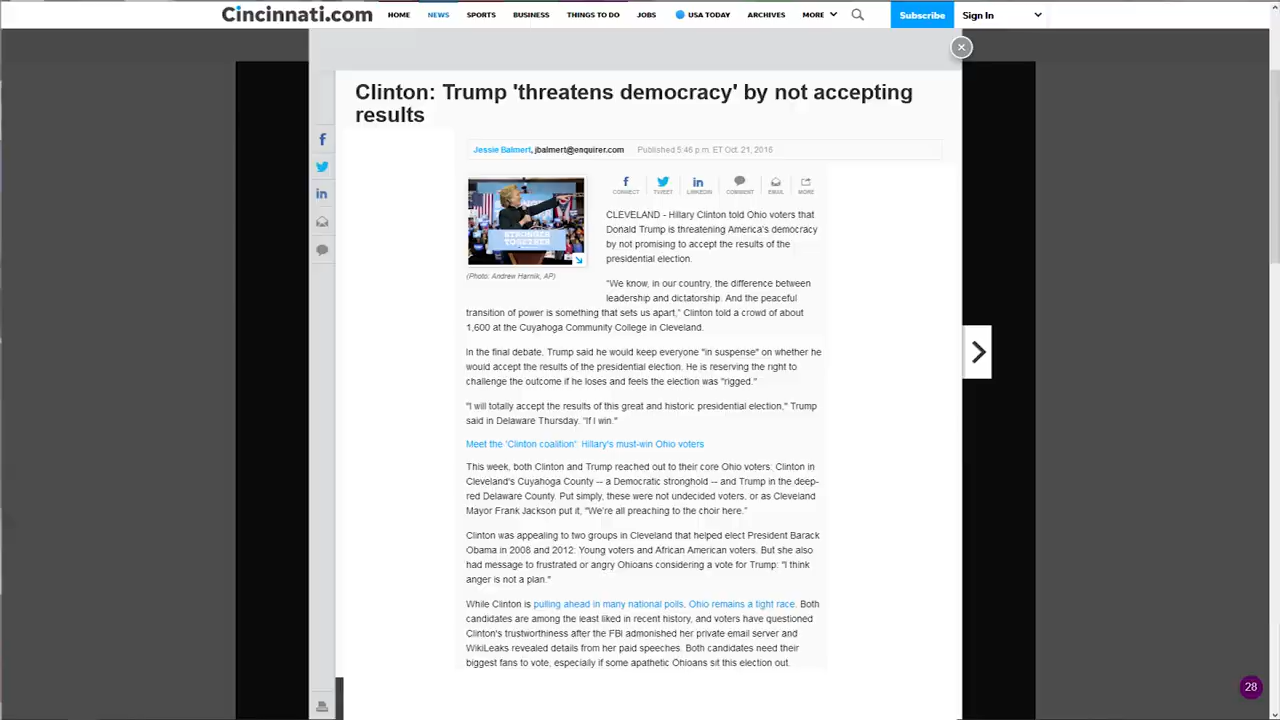 Cincinnati.com HOME NEWS SPORTS BUSINESS THINGS TO DO JOBS USA TODAY ARCHIVES MORE Subscribe Sign In
Clinton: Trump 'threatens democracy' by not accepting
results
Jessie Balmert, jbalmert@enquirer.com Published 5:46 p.m. ET Oct. 21, 2016
CONNECT TWEET LINKEDIN COMMENT EMAIL MORE
STRONGER
TOGETHER
(Photo: Andrew Harnik, AP)
CLEVELAND - Hillary Clinton told Ohio voters that
Donald Trump is threatening America's democracy
by not promising to accept the results of the
presidential election.
"We know, in our country, the difference between
leadership and dictatorship. And the peaceful
transition of power is something that sets us apart," Clinton told a crowd of about
1,600 at the Cuyahoga Community College in Cleveland.
In the final debate, Trump said he would keep everyone "in suspense" on whether he
would accept the results of the presidential election. He is reserving the right to
challenge the outcome if he loses and feels the election was "rigged."
"I will totally accept the results of this great and historic presidential election," Trump
said in Delaware Thursday. "If I win."
Meet the 'Clinton coalition' Hillary's must-win Ohio voters
This week, both Clinton and Trump reached out to their core Ohio voters: Clinton in
Cleveland's Cuyahoga County -- a Democratic stronghold -- and Trump in the deep-
red Delaware County. Put simply, these were not undecided voters, or as Cleveland
Mayor Frank Jackson put it, "We're all preaching to the choir here."
Clinton was appealing to two groups in Cleveland that helped elect President Barack
Obama in 2008 and 2012: Young voters and African American voters. But she also
had message to frustrated or angry Ohioans considering a vote for Trump: "I think
anger is not a plan."
While Clinton is pulling ahead in many national polls, Ohio remains a tight race. Both
candidates are among the least liked in recent history, and voters have questioned
Clinton's trustworthiness after the FBI admonished her private email server and
WikiLeaks revealed details from her paid speeches. Both candidates need their
biggest fans to vote, especially if some apathetic Ohioans sit this election out.
28